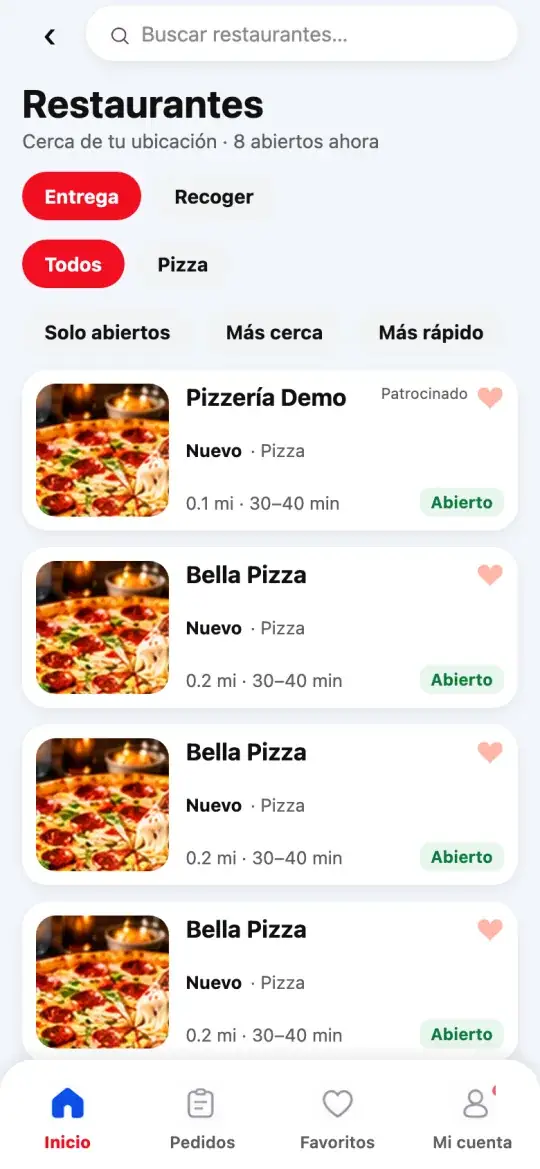 Buscar restaurantes...
Restaurantes
Cerca de tu ubicación · 8 abiertos ahora
Entrega Recoger
Todos Pizza
Solo abiertos Más cerca Más rápido
Pizzería Demo Patrocinado
Nuevo · Pizza
0.1 mi · 30–40 min Abierto
Bella Pizza
Nuevo · Pizza
0.2 mi · 30–40 min Abierto
Bella Pizza
Nuevo · Pizza
0.2 mi · 30–40 min Abierto
Bella Pizza
Nuevo · Pizza
0.2 mi · 30–40 min Abierto
Inicio Pedidos Favoritos Mi cuenta